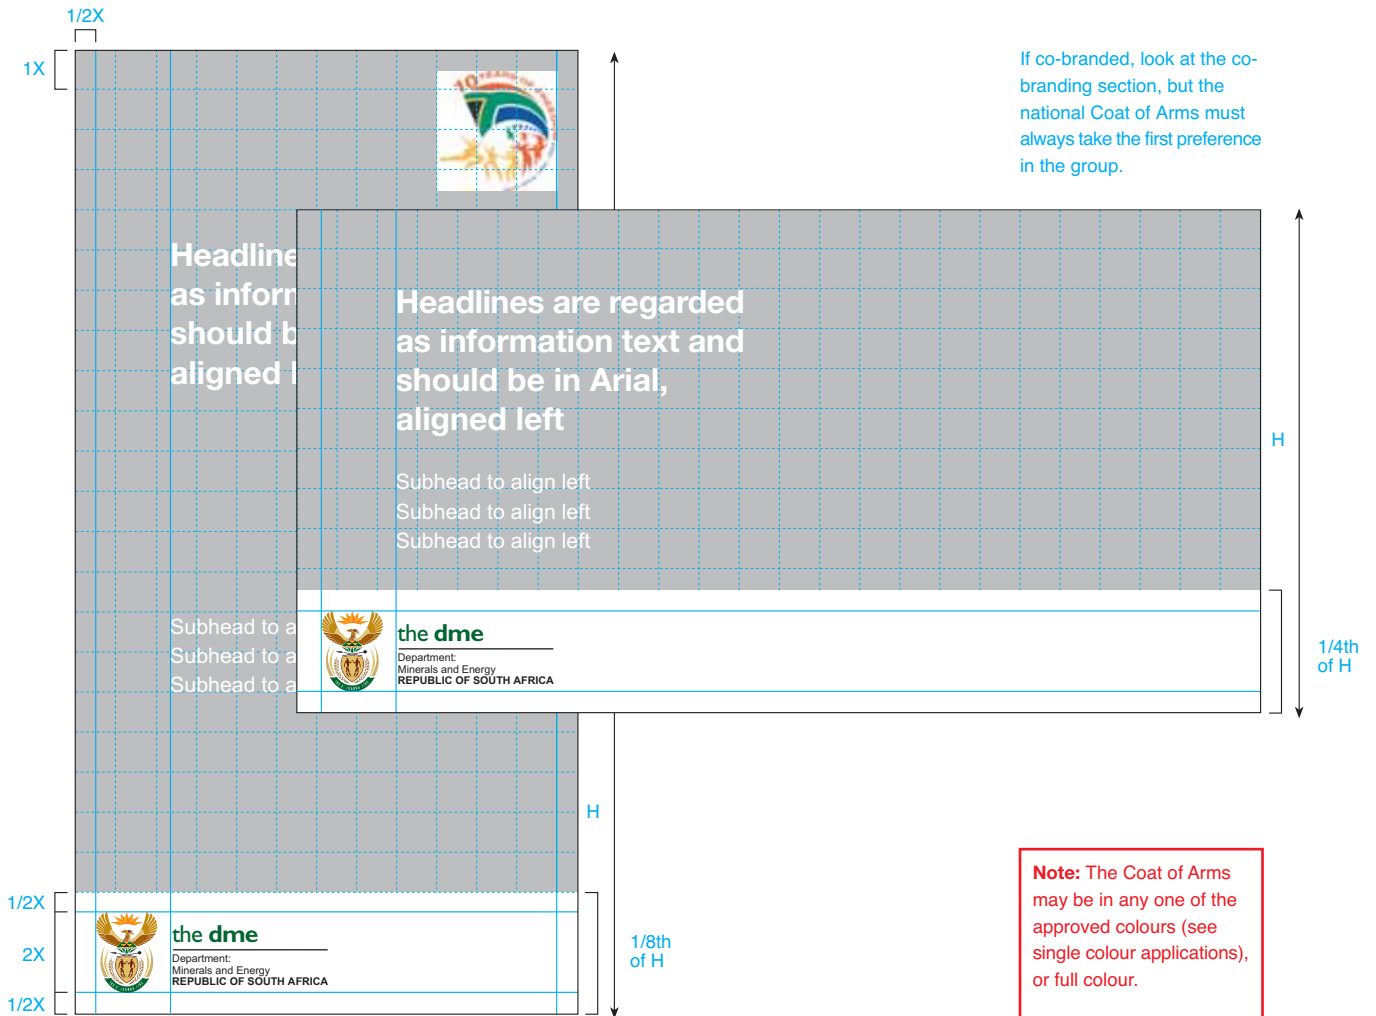 1/2X
1X
10 YEARS OF FREEDOM
If co-branded, look at the co-
branding section, but the
national Coat of Arms must
always take the first preference
in the group.
Headline
as inforn
should b
aligned l
Headlines are regarded
as information text and
should be in Arial,
aligned left
Subhead to align left
Subhead to align left
Subhead to align left
H
Subhead to a
Subhead to a
Subhead to a
the dme
Department:
Minerals and Energy
REPUBLIC OF SOUTH AFRICA
1/4th
of H
H
1/2X
2X
1/2X
the dme
Department:
Minerals and Energy
REPUBLIC OF SOUTH AFRICA
1/8th
of H
Note: The Coat of Arms
may be in any one of the
approved colours (see
single colour applications),
or full colour.